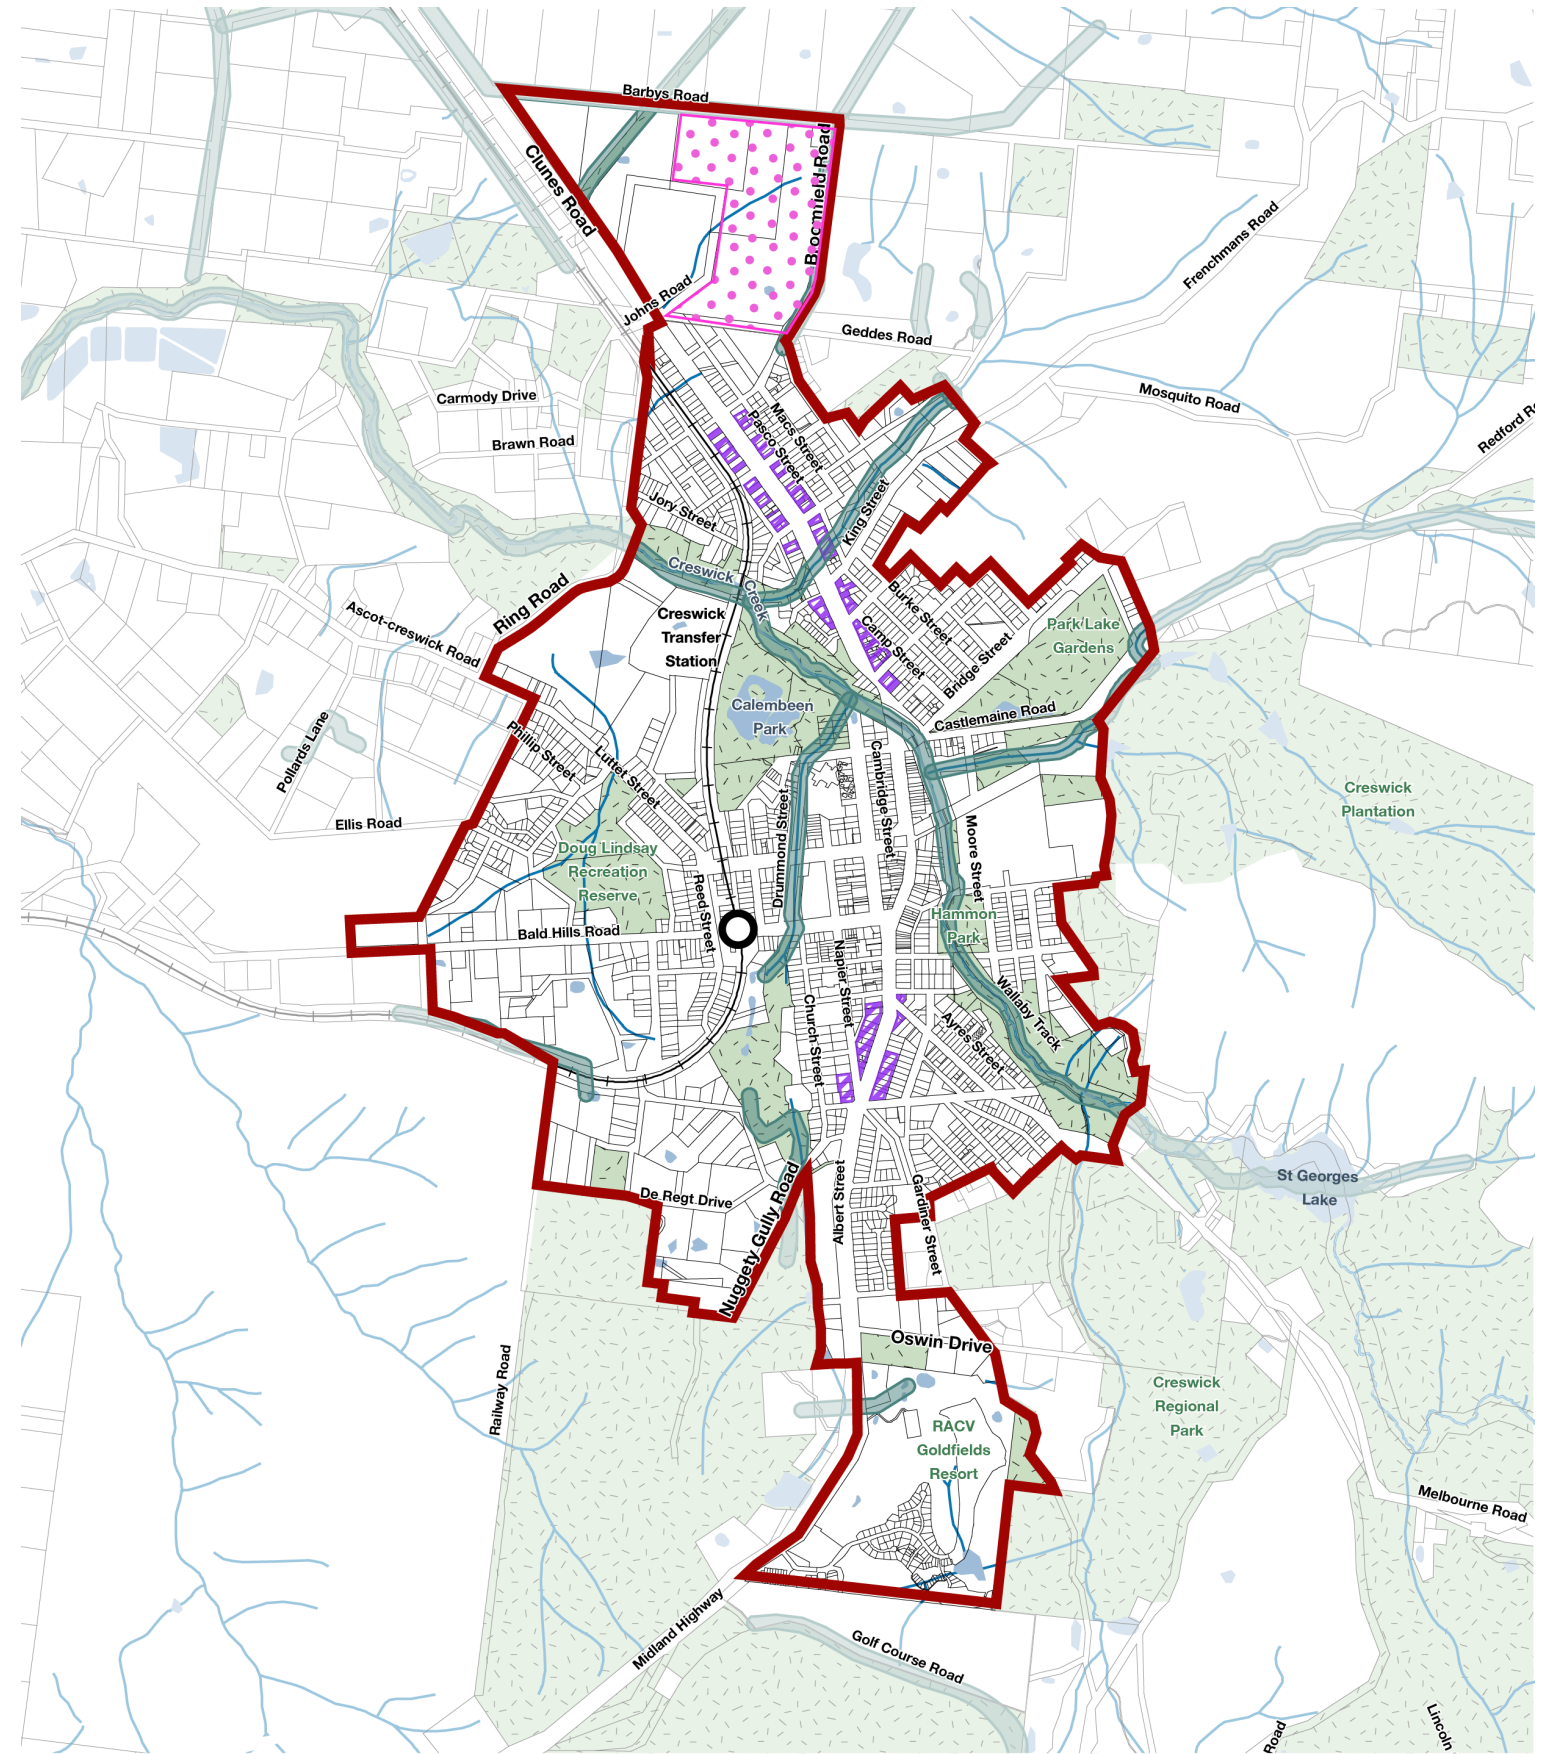 Barbys Road
Clunes Road
Broomfield Road
Frenchmans Road
Johns Road
Geddes Road
Carmody Drive
Mosquito Road
Macs Street
Pasco Street
Redford
Brawn Road
Jory Street
King Street
Creswick
Creek
Ring Road
Burke Street
Ascot-creswick Road
Creswick
Transfer
Station
Camp Street
Park Lake
Gardens
Bridge Street
Calembeen
Park
Castlemaine Road
Pollards Lane
Phillip Street
Luttet Street
Cambridge Street
Creswick
Plantation
Ellis Road
Drummond Street
Moore Street
Doug Lindsay
Recreation
Reserve
Reed Street
Hammon
Park
Bald Hills Road
Napier Street
Wallaby Track
Church Street
Ayres Street
St Georges
Lake
De Regt Drive
Nuggety Gully Road
Albert Street
Gardiner Street
Oswin Drive
Railway Road
Creswick
Regional
Park
RACV
Goldfields
Resort
Melbourne Road
Midland Highway
Golf Course Road
Road
Lincoln